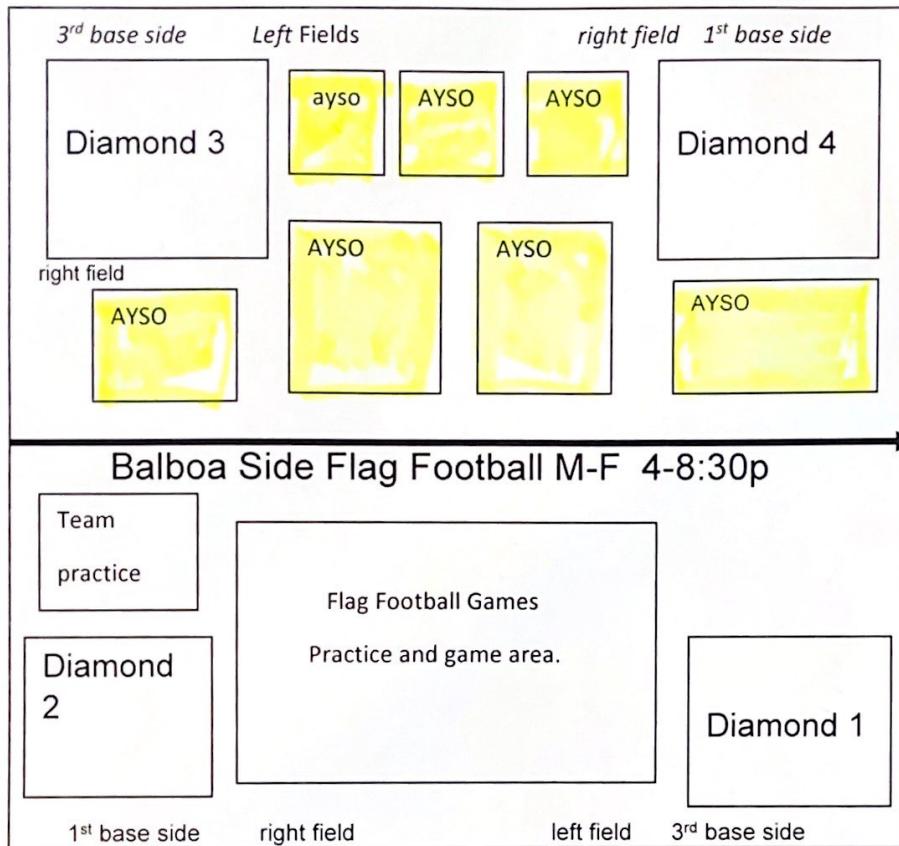 3rd base side Left Fields right field 1st base side
Diamond 3
ayso
AYSO
AYSO
Diamond 4
AYSO
AYSO
right field
AYSO
AYSO
Balboa Side Flag Football M-F 4-8:30p
Team
practice
Flag Football Games
Practice and game area.
Diamond
2
Diamond 1
1st base side right field left field 3rd base side